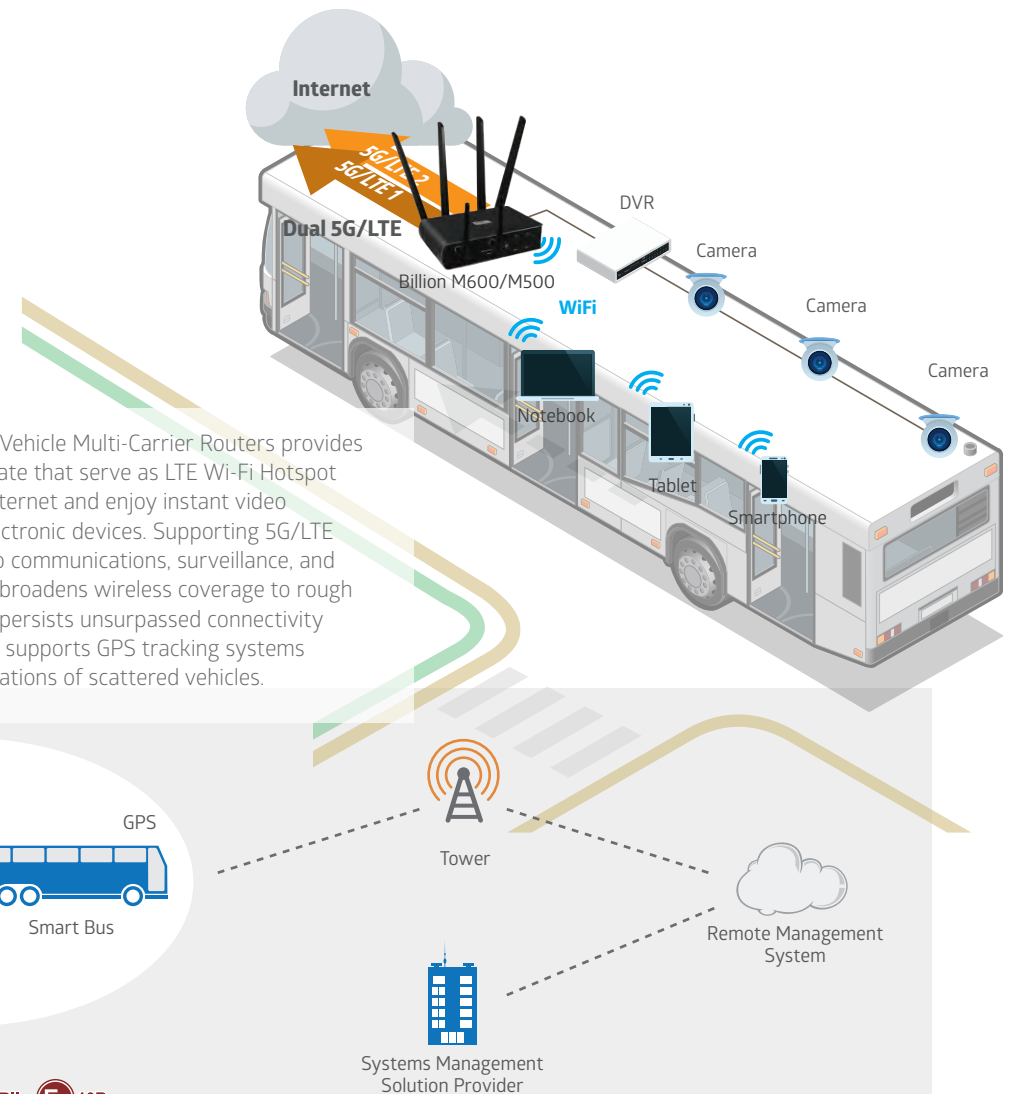 Internet
5G/LTE 2
5G/LTE 1
Dual 5G/LTE
DVR
Camera
Billion M600/M500
WiFi
Camera
Camera
Notebook
Tablet
Smartphone
Vehicle Multi-Carrier Routers provides
ate that serve as LTE Wi-Fi Hotspot
ternet and enjoy instant video
ctronic devices. Supporting 5G/LTE
o communications, surveillance, and
broadens wireless coverage to rough
persists unsurpassed connectivity
supports GPS tracking systems
ations of scattered vehicles.
GPS
Smart Bus
Tower
Remote Management
System
Systems Management
Solution Provider